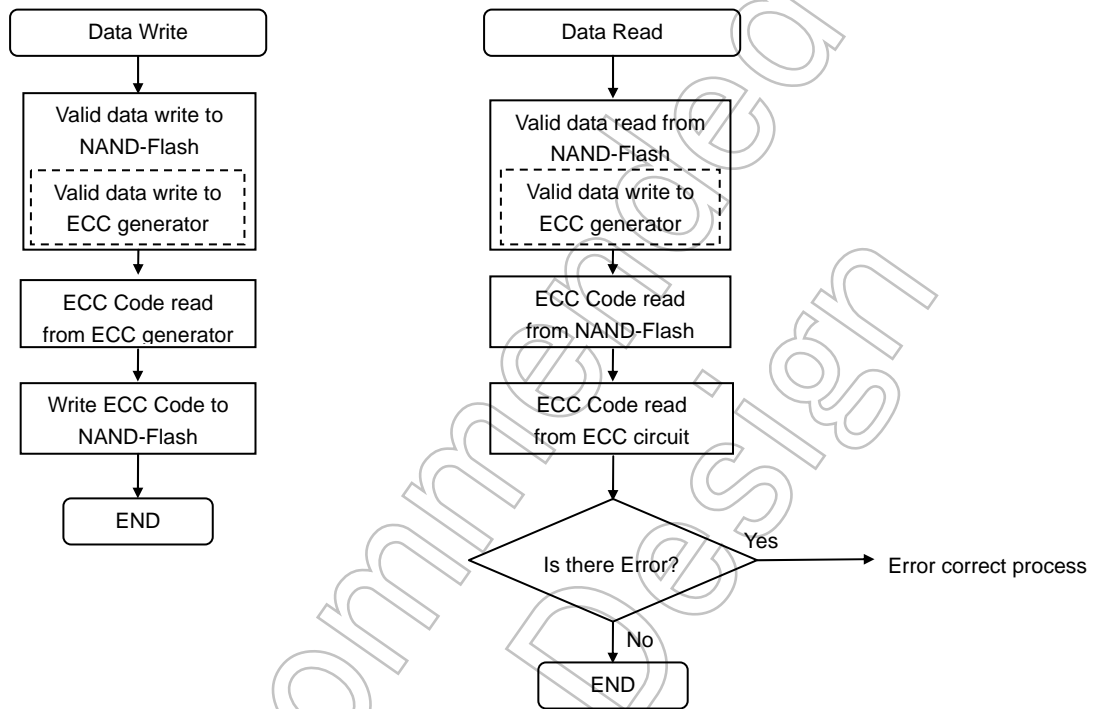 Data Write
Valid data write to
NAND-Flash
Valid data write to
ECC generator
ECC Code read
from ECC generator
Write ECC Code to
NAND-Flash
END
Data Read
Valid data read from
NAND-Flash
Valid data write to
ECC generator
ECC Code read
from NAND-Flash
ECC Code read
from ECC circuit
Is there Error?
Yes
Error correct process
No
END
ommended
Design